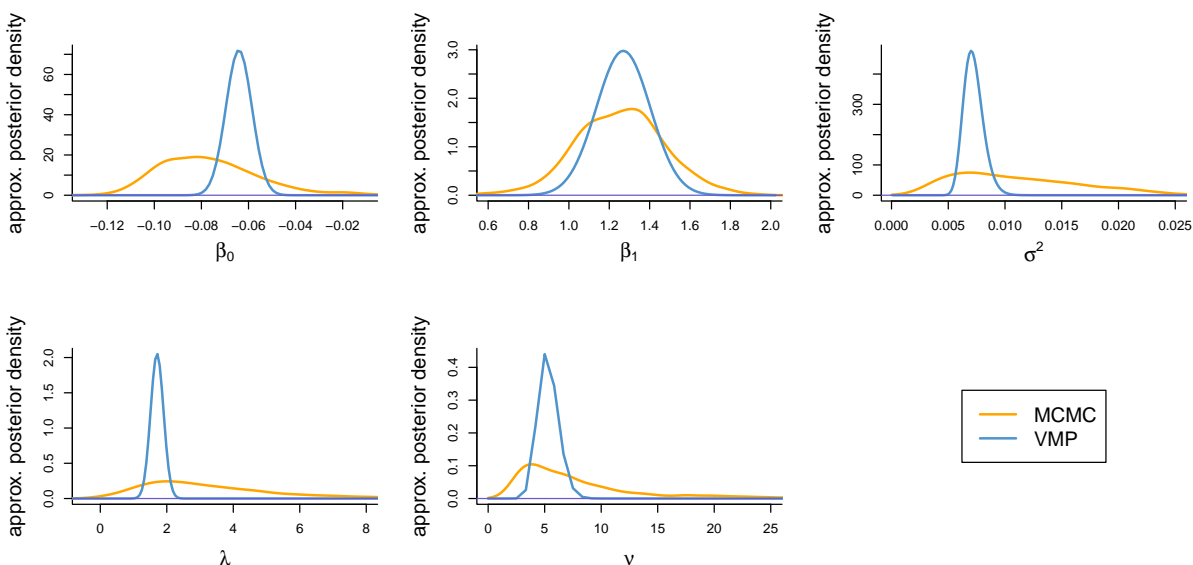 approx. posterior density
0 20 40 60
−0.12 −0.10 −0.08 −0.06 −0.04 −0.02
β0
approx. posterior density
0.0 1.0 2.0 3.0
0.6 0.8 1.0 1.2 1.4 1.6 1.8 2.0
β1
approx. posterior density
0 100 300
0.000 0.005 0.010 0.015 0.020 0.025
σ2
approx. posterior density
0.0 0.5 1.0 1.5 2.0
0 2 4 6 8
λ
approx. posterior density
0.0 0.1 0.2 0.3 0.4
0 5 10 15 20 25
ν
MCMC
VMP